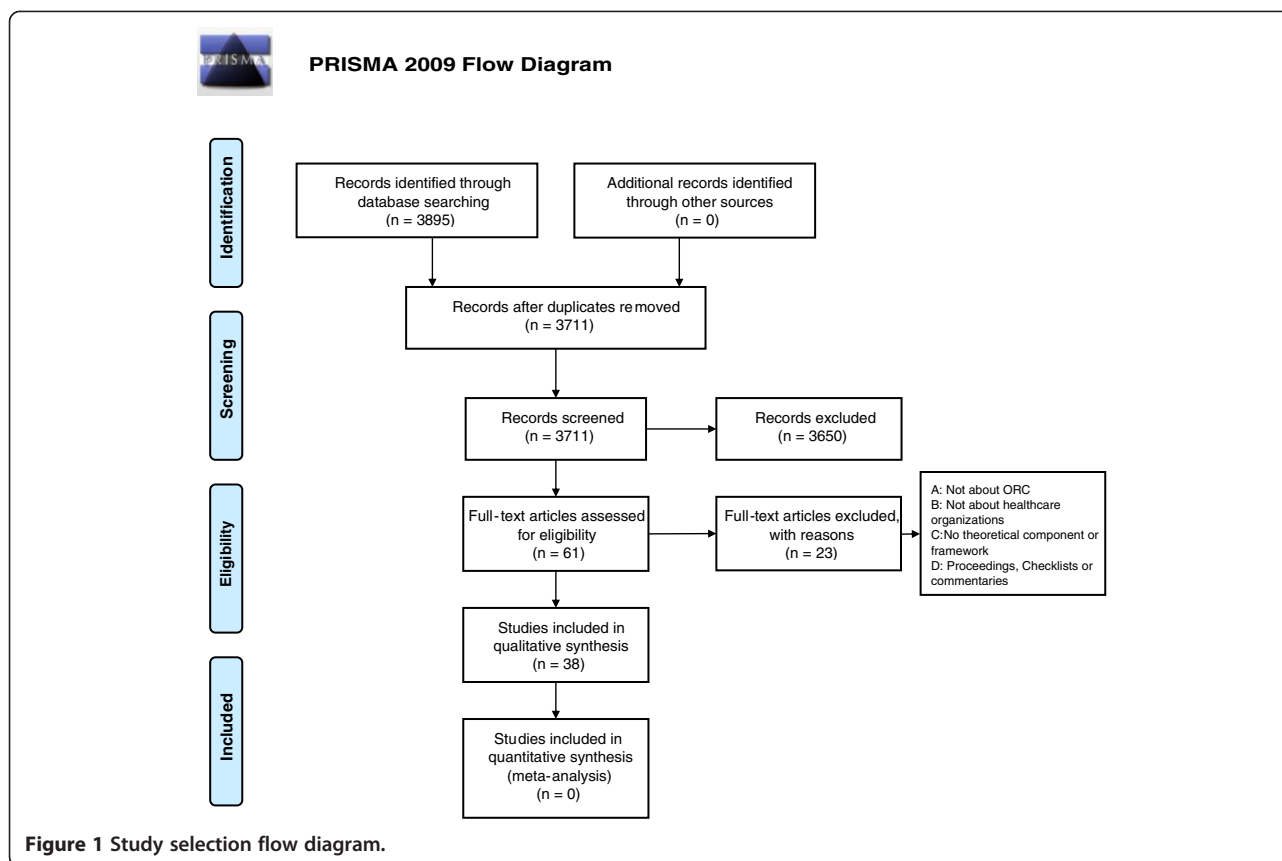 PRISMA
PRISMA 2009 Flow Diagram
Identification
Records identified through
database searching
(n = 3895)
Additional records identified
through other sources
(n = 0)
Records after duplicates removed
(n = 3711)
Screening
Records screened
(n = 3711)
Records excluded
(n = 3650)
Eligibility
Full-text articles assessed
for eligibility
(n = 61)
Full-text articles excluded,
with reasons
(n = 23)
A: Not about ORC
B: Not about healthcare
organizations
C:No theoretical component or
framework
D: Proceedings, Checklists or
commentaries
Studies included in
qualitative synthesis
(n = 38)
Included
Studies included in
quantitative synthesis
(meta-analysis)
(n = 0)
Figure 1 Study selection flow diagram.